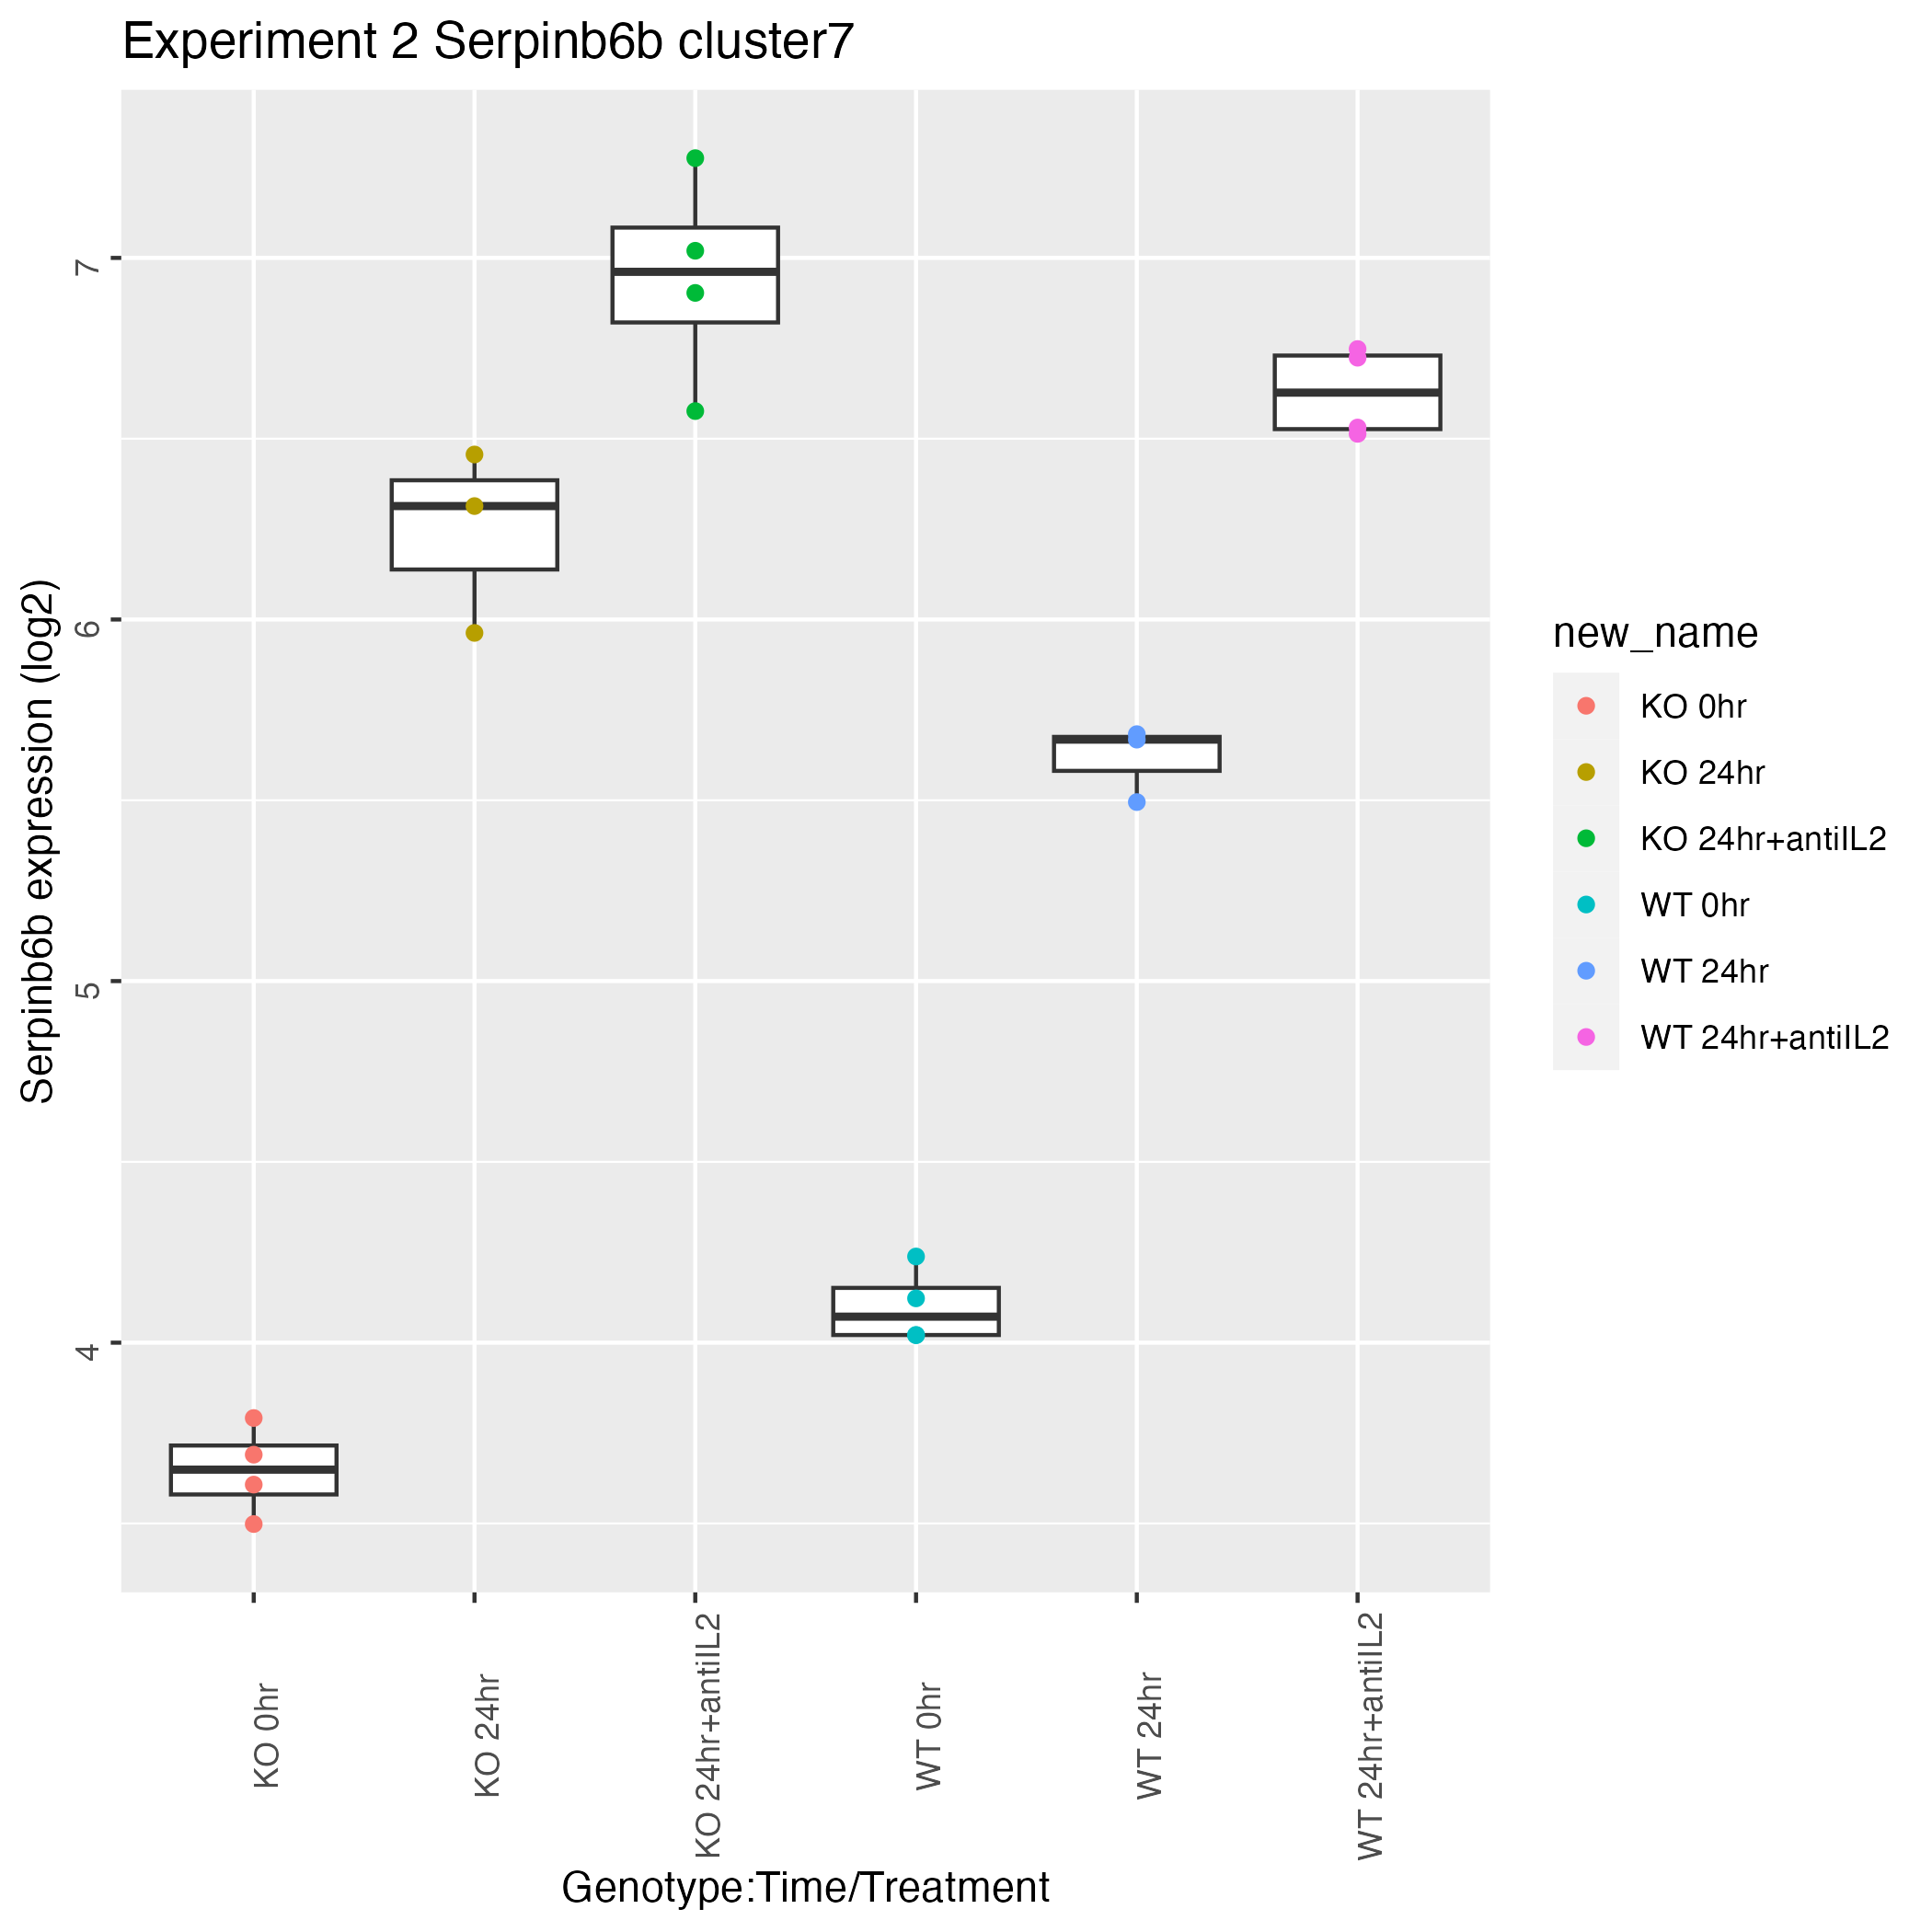 Experiment 2 Serpinb6b cluster7
Serpinb6b expression (log2)
7
6
5
4
KO 0hr
KO 24hr
KO 24hr+antiIL2
WT 0hr
WT 24hr
WT 24hr+antiIL2
Genotype:Time/Treatment
new_name
KO 0hr
KO 24hr
KO 24hr+antiIL2
WT 0hr
WT 24hr
WT 24hr+antiIL2